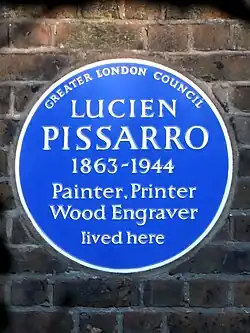 GREATER LONDON COUNCIL
LUCIEN
PISSARRO
1863-1944
Painter, Printer
Wood Engraver
lived here